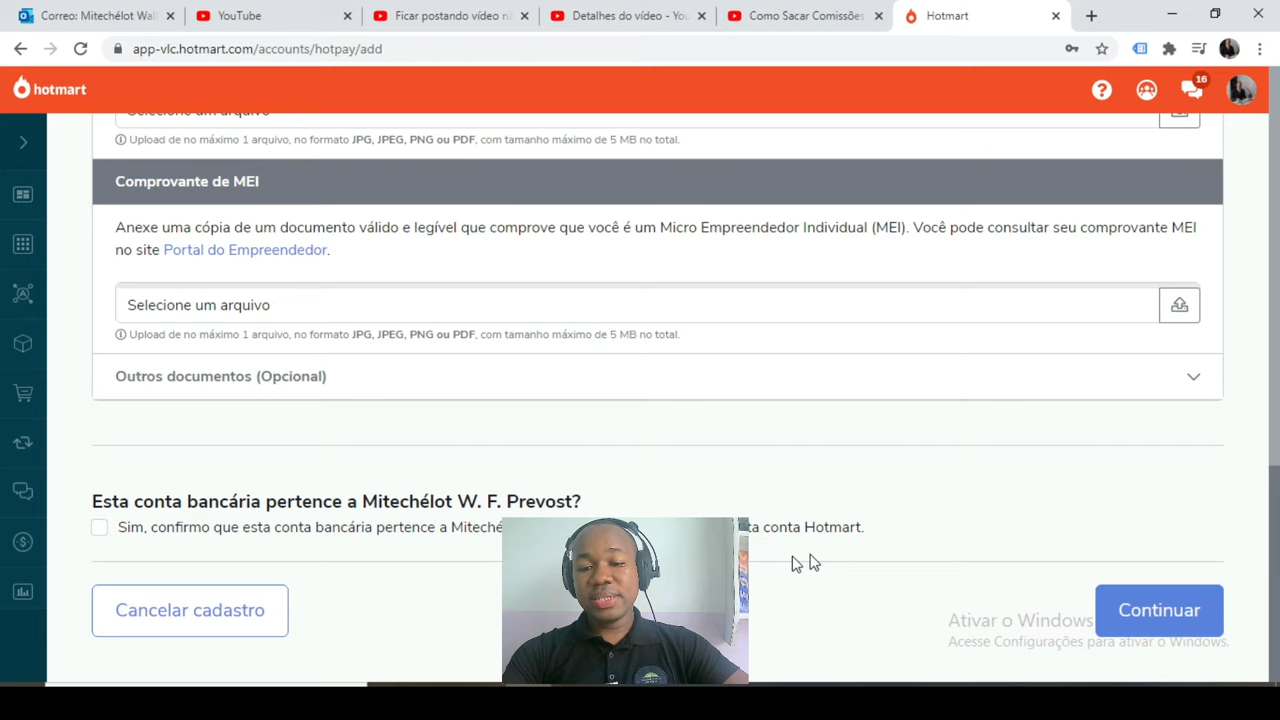 Correo: Mitechélot Wal
YouTube
Ficar postando vídeo n
Detalhes do vídeo - You
Como Sacar Comissões
Hotmart
app-vlc.hotmart.com/accounts/hotpay/add
hotmart
16
Selecione um arquivo
Upload de no máximo 1 arquivo, no formato JPG, JPEG, PNG ou PDF, com tamanho máximo de 5 MB no total.
Comprovante de MEI
Anexe uma cópia de um documento válido e legível que comprove que você é um Micro Empreendedor Individual (MEI). Você pode consultar seu comprovante MEI
no site Portal do Empreendedor.
Selecione um arquivo
Upload de no máximo 1 arquivo, no formato JPG, JPEG, PNG ou PDF, com tamanho máximo de 5 MB no total.
Outros documentos (Opcional)
Esta conta bancária pertence a Mitechélot W. F. Prevost?
Sim, confirmo que esta conta bancária pertence a Miteché ta conta Hotmart.
Cancelar cadastro
Continuar
Ativar o Windows
Acesse Configurações para ativar o Windows.